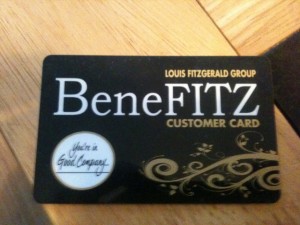 LOUIS FITZGERALD GROUP
BeneFITZ
CUSTOMER CARD
You're in
Good Company